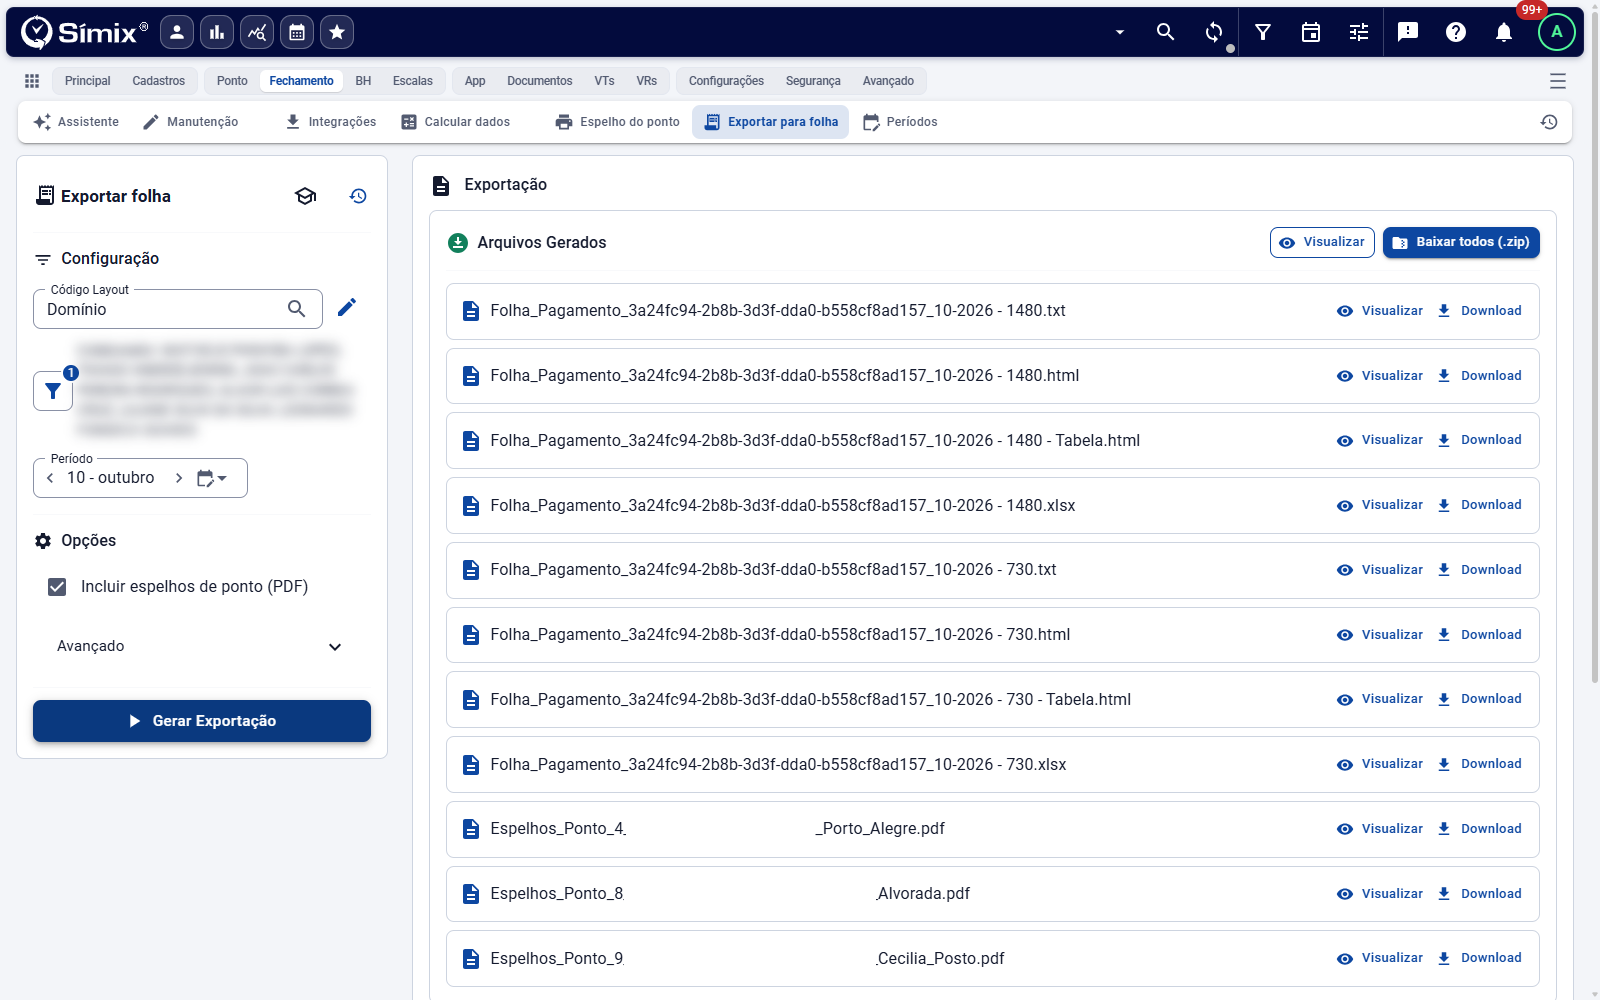 Símix®
99+
A
Principal Cadastros Ponto Fechamento BH Escalas App Documentos VTs VRs Configurações Segurança Avançado
Assistente Manutenção Integrações Calcular dados Espelho do ponto Exportar para folha Períodos
Exportar folha
Configuração
Código Layout
Domínio
1
Período
10 - outubro
Opções
Incluir espelhos de ponto (PDF)
Avançado
Gerar Exportação
Exportação
Arquivos Gerados Visualizar Baixar todos (.zip)
Folha_Pagamento_3a24fc94-2b8b-3d3f-dda0-b558cf8ad157_10-2026 - 1480.txt Visualizar Download
Folha_Pagamento_3a24fc94-2b8b-3d3f-dda0-b558cf8ad157_10-2026 - 1480.html Visualizar Download
Folha_Pagamento_3a24fc94-2b8b-3d3f-dda0-b558cf8ad157_10-2026 - 1480 - Tabela.html Visualizar Download
Folha_Pagamento_3a24fc94-2b8b-3d3f-dda0-b558cf8ad157_10-2026 - 1480.xlsx Visualizar Download
Folha_Pagamento_3a24fc94-2b8b-3d3f-dda0-b558cf8ad157_10-2026 - 730.txt Visualizar Download
Folha_Pagamento_3a24fc94-2b8b-3d3f-dda0-b558cf8ad157_10-2026 - 730.html Visualizar Download
Folha_Pagamento_3a24fc94-2b8b-3d3f-dda0-b558cf8ad157_10-2026 - 730 - Tabela.html Visualizar Download
Folha_Pagamento_3a24fc94-2b8b-3d3f-dda0-b558cf8ad157_10-2026 - 730.xlsx Visualizar Download
Espelhos_Ponto_4_ _Porto_Alegre.pdf Visualizar Download
Espelhos_Ponto_8_ _Alvorada.pdf Visualizar Download
Espelhos_Ponto_9_ _Cecilia_Posto.pdf Visualizar Download